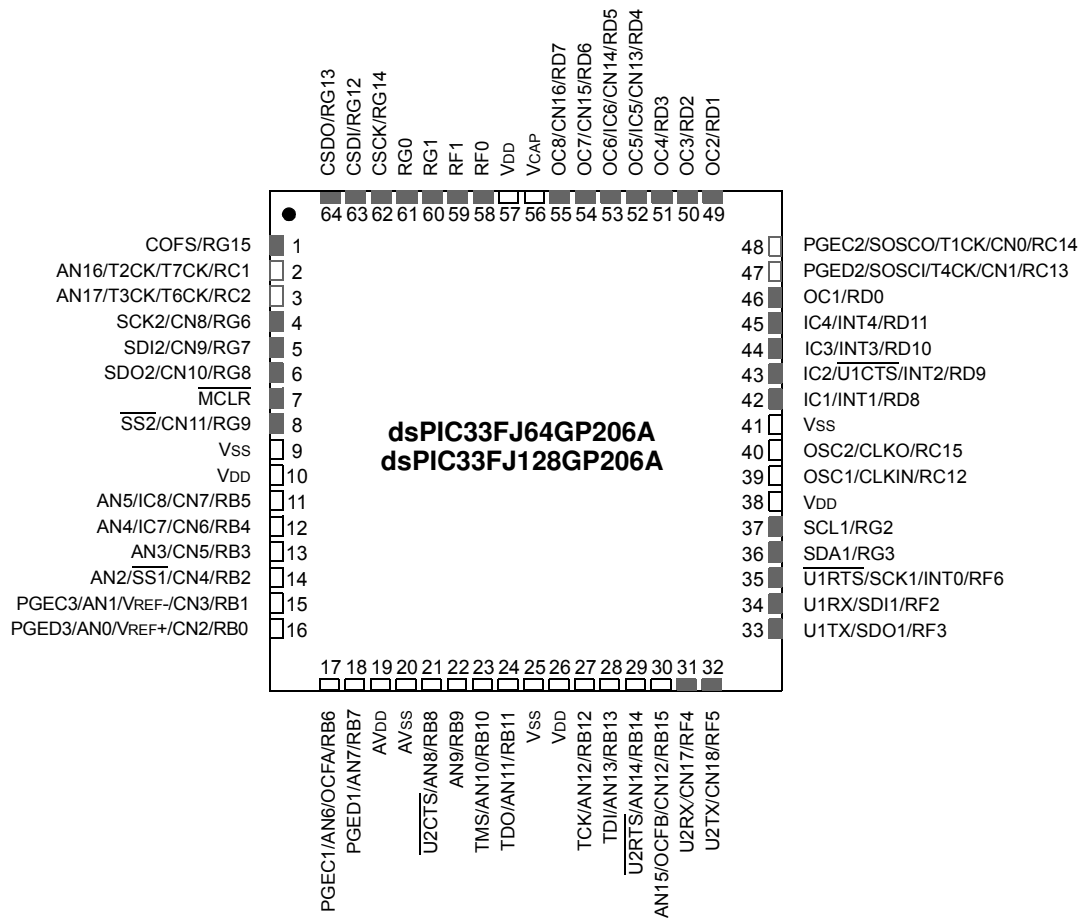 CSDO/RG13
CSDI/RG12
CSCK/RG14
RG0
RG1
RF1
RF0
VDD
VCAP
OC8/CN16/RD7
OC7/CN15/RD6
OC6/IC6/CN14/RD5
OC5/IC5/CN13/RD4
OC4/RD3
OC3/RD2
OC2/RD1
64 63 62 61 60 59 58 57 56 55 54 53 52 51 50 49
COFS/RG15 1
AN16/T2CK/T7CK/RC1 2
AN17/T3CK/T6CK/RC2 3
SCK2/CN8/RG6 4
SDI2/CN9/RG7 5
SDO2/CN10/RG8 6
MCLR 7
SS2/CN11/RG9 8
VSS 9
VDD 10
AN5/IC8/CN7/RB5 11
AN4/IC7/CN6/RB4 12
AN3/CN5/RB3 13
AN2/SS1/CN4/RB2 14
PGEC3/AN1/VREF-/CN3/RB1 15
PGED3/AN0/VREF+/CN2/RB0 16
dsPIC33FJ64GP206A
dsPIC33FJ128GP206A
48 PGEC2/SOSCO/T1CK/CN0/RC14
47 PGED2/SOSCI/T4CK/CN1/RC13
46 OC1/RD0
45 IC4/INT4/RD11
44 IC3/INT3/RD10
43 IC2/U1CTS/INT2/RD9
42 IC1/INT1/RD8
41 VSS
40 OSC2/CLKO/RC15
39 OSC1/CLKIN/RC12
38 VDD
37 SCL1/RG2
36 SDA1/RG3
35 U1RTS/SCK1/INT0/RF6
34 U1RX/SDI1/RF2
33 U1TX/SDO1/RF3
17 18 19 20 21 22 23 24 25 26 27 28 29 30 31 32
PGEC1/AN6/OCFA/RB6
PGED1/AN7/RB7
AVDD
AVSS
U2CTS/AN8/RB8
AN9/RB9
TMS/AN10/RB10
TDO/AN11/RB11
VSS
VDD
TCK/AN12/RB12
TDI/AN13/RB13
U2RTS/AN14/RB14
AN15/OCFB/CN12/RB15
U2RX/CN17/RF4
U2TX/CN18/RF5